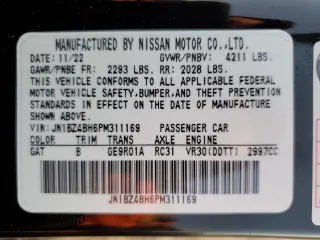 MANUFACTURED BY NISSAN MOTOR CO.,LTD.
DATE: 11/22 GVWR/PNBV: 4211 LBS.
GAWR/PNBE FR: 2293 LBS. RR: 2028 LBS.
THIS VEHICLE CONFORMS TO ALL APPLICABLE FEDERAL
MOTOR VEHICLE SAFETY,BUMPER,AND THEFT PREVENTION
STANDARDS IN EFFECT ON THE DATE OF MANUFACTURE
SHOWN ABOVE.
VIN:JN1BZ4BH6PM311169 PASSENGER CAR
COLOR TRIM TRANS AXLE ENGINE
GAT B GE9R01A RC31 VR30(DDTT) 2997CC
JN1BZ4BH6PM311169